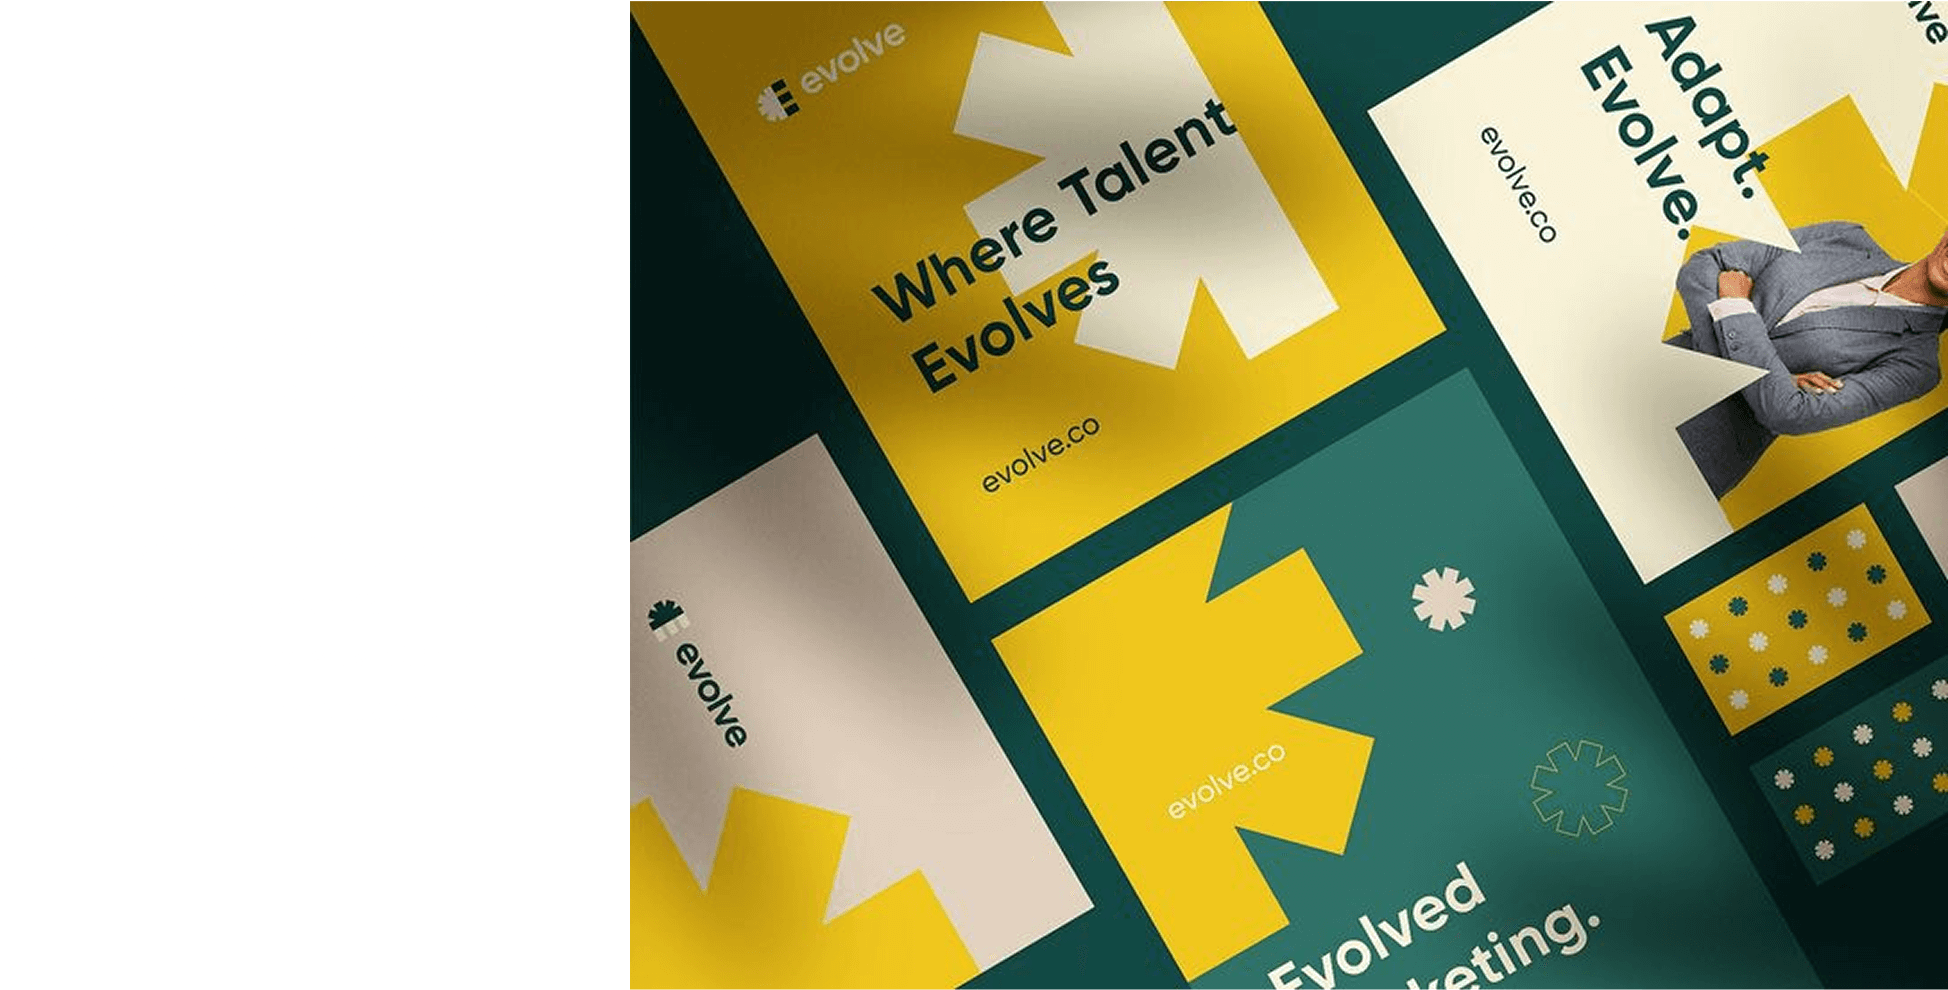 evolve
Where Talent
Evolves
evolve.co
Adapt.
Evolve.
evolve.co
evolve
evolve.co
Evolved